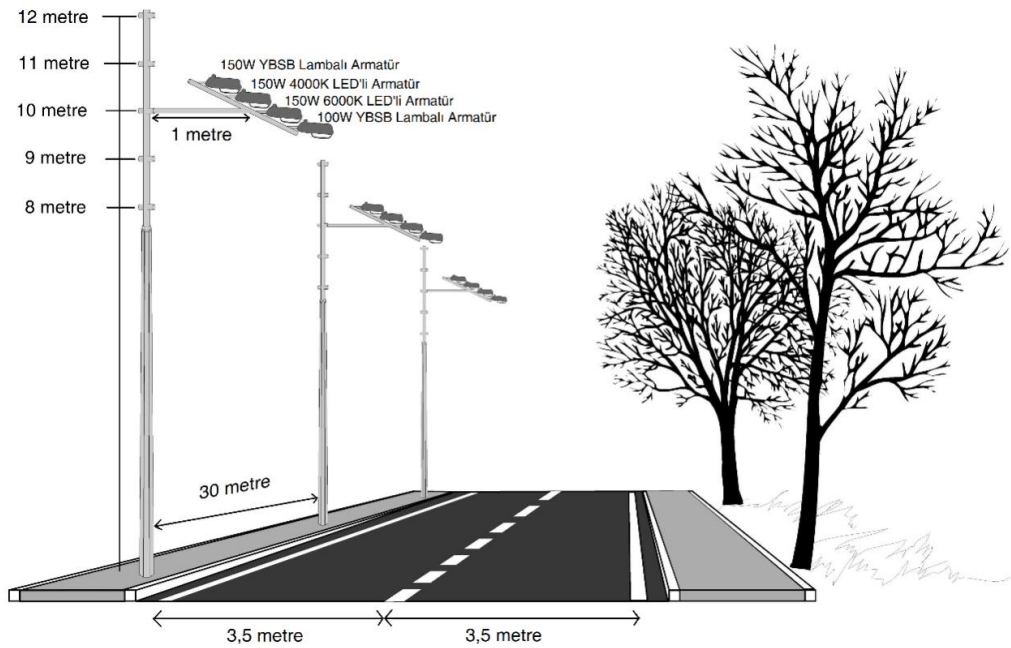 12 metre
11 metre
10 metre
9 metre
8 metre
150W YBSB Lambalı Armatür
150W 4000K LED'li Armatür
150W 6000K LED'li Armatür
100W YBSB Lambalı Armatür
1 metre
30 metre
3,5 metre
3,5 metre